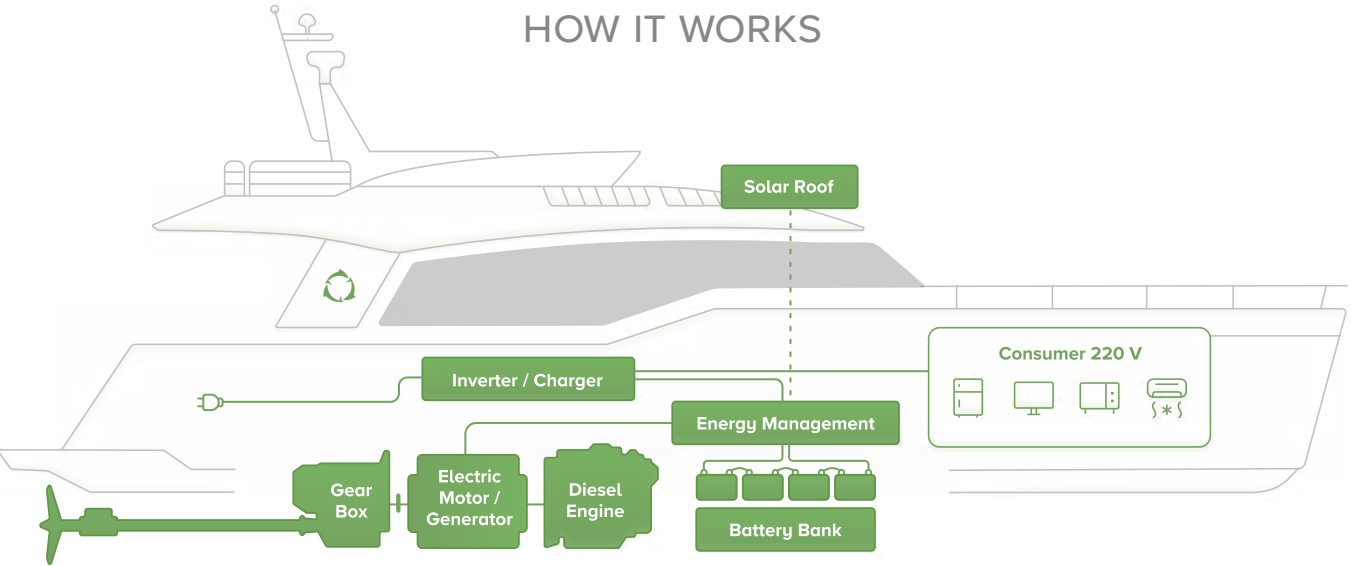 HOW IT WORKS
Solar Roof
Consumer 220 V
Inverter / Charger
Energy Management
Gear
Box
Electric
Motor /
Generator
Diesel
Engine
Battery Bank